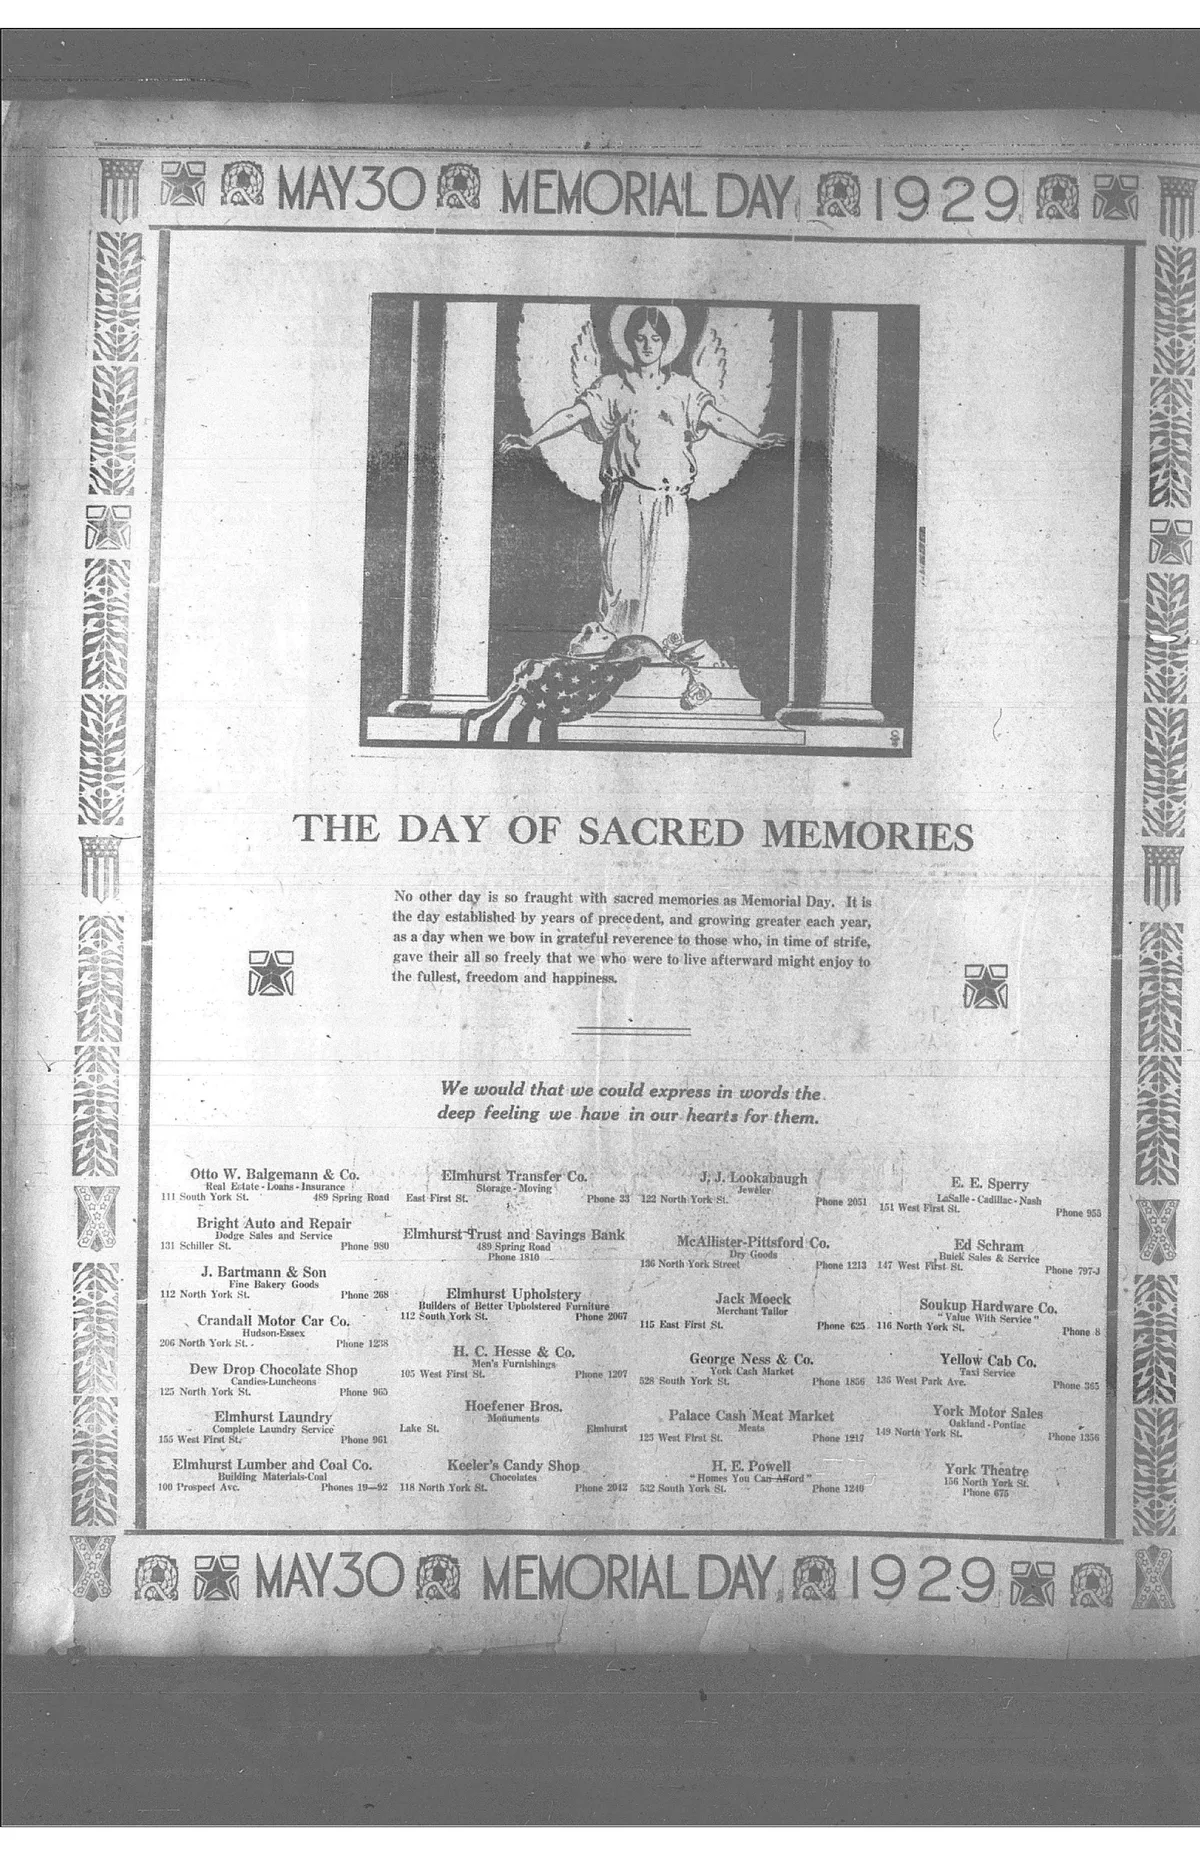 MAY 30 MEMORIAL DAY 1929
THE DAY OF SACRED MEMORIES
No other day is so fraught with sacred memories as Memorial Day. It is
the day established by years of precedent, and growing greater each year,
as a day when we bow in grateful reverence to those who, in time of strife,
gave their all so freely that we who were to live afterward might enjoy to
the fullest, freedom and happiness.
We would that we could express in words the
deep feeling we have in our hearts for them.
Otto W. Balgemann & Co.
Real Estate - Loans - Insurance
111 South York St. 489 Spring Road
Bright Auto and Repair
Dodge Sales and Service
131 Schiller St. Phone 980
J. Bartmann & Son
Fine Bakery Goods
112 North York St. Phone 268
Crandall Motor Car Co.
Hudson-Essex
206 North York St. Phone 1238
Dew Drop Chocolate Shop
Candies-Luncheons
125 North York St. Phone 965
Elmhurst Laundry
Complete Laundry Service
155 West First St. Phone 961
Elmhurst Lumber and Coal Co.
Building Materials-Coal
100 Prospect Ave. Phones 19—92
Elmhurst Transfer Co.
Storage - Moving
East First St. Phone 33
Elmhurst Trust and Savings Bank
489 Spring Road
Phone 1810
Elmhurst Upholstery
Builders of Better Upholstered Furniture
112 South York St. Phone 2067
H. C. Hesse & Co.
Men's Furnishings
105 West First St. Phone 1207
Hoefener Bros.
Monuments
Lake St. Elmhurst
Keeler's Candy Shop
Chocolates
118 North York St. Phone 2042
J. J. Lookabaugh
Jeweler
122 North York St. Phone 2051
McAllister-Pittsford Co.
Dry Goods
136 North York Street Phone 1213
Jack Moeck
Merchant Tailor
115 East First St. Phone 625
George Ness & Co.
York Cash Market
528 South York St. Phone 1856
Palace Cash Meat Market
Meats
125 West First St. Phone 1217
H. E. Powell
"Homes You Can Afford"
532 South York St. Phone 1240
E. E. Sperry
LaSalle - Cadillac - Nash
151 West First St. Phone 955
Ed Schram
Buick Sales & Service
147 West First St. Phone 797-J
Soukup Hardware Co.
"Value With Service"
116 North York St. Phone 8
Yellow Cab Co.
Taxi Service
136 West Park Ave. Phone 365
York Motor Sales
Oakland - Pontiac
149 North York St. Phone 1356
York Theatre
156 North York St.
Phone 675
MAY 30 MEMORIAL DAY 1929